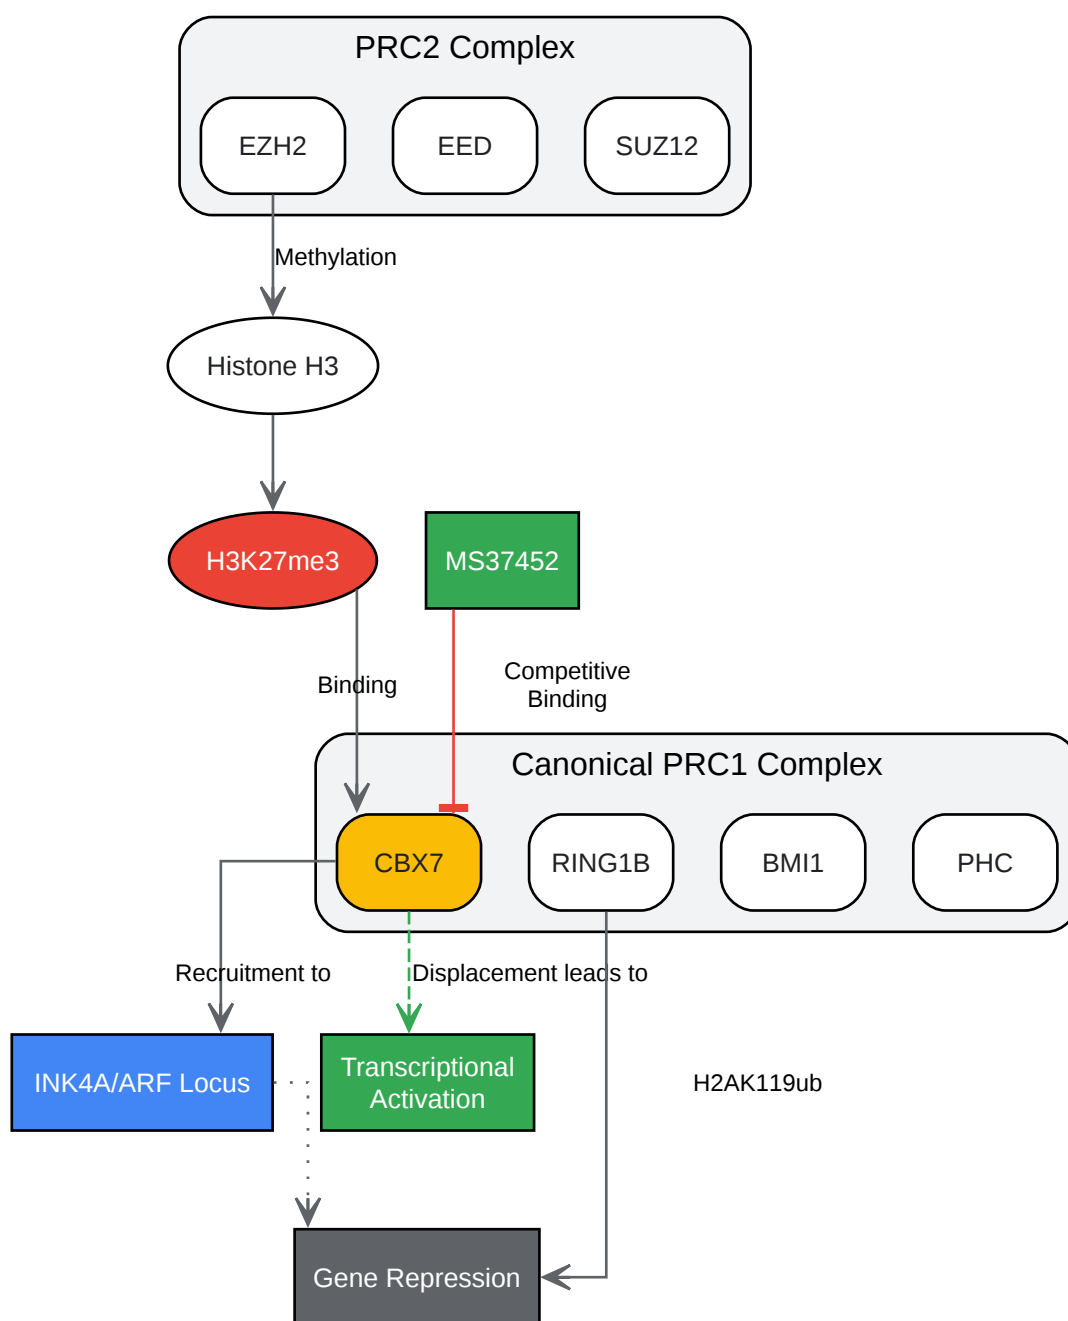 PRC2 Complex
EZH2
EED
SUZ12
Methylation
Histone H3
H3K27me3
MS37452
Binding
Competitive
Binding
Canonical PRC1 Complex
CBX7
RING1B
BMI1
PHC
Recruitment to
Displacement leads to
INK4A/ARF Locus
Transcriptional
Activation
H2AK119ub
Gene Repression